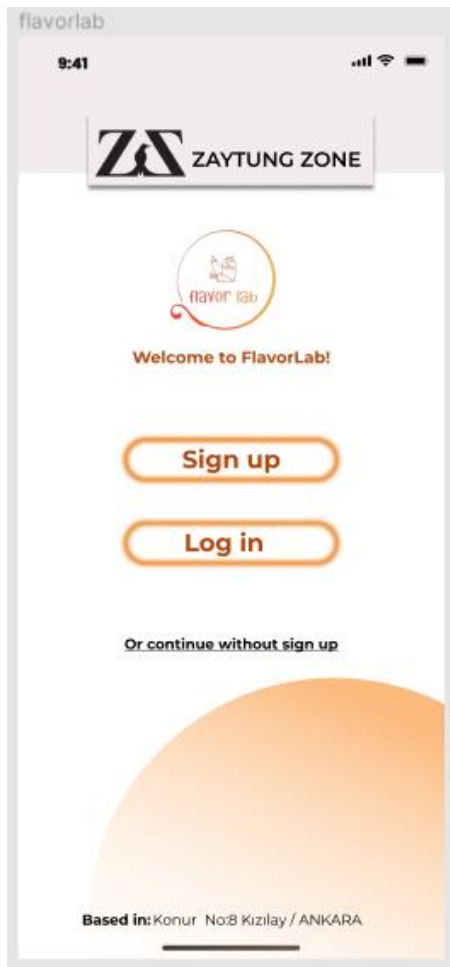 flavorlab
9:41
ZZ ZAYTUNG ZONE
flavor lab
Welcome to FlavorLab!
Sign up
Log in
Or continue without sign up
Based in: Konur No:8 Kızılay / ANKARA